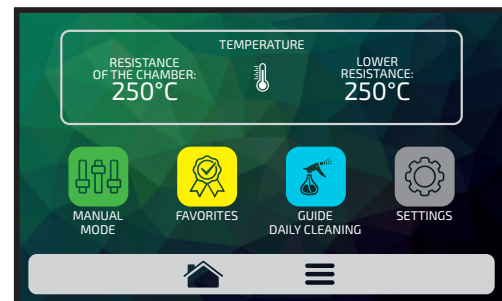 TEMPERATURE
RESISTANCE
OF THE CHAMBER:
250°C
LOWER
RESISTANCE:
250°C
MANUAL
MODE
FAVORITES
GUIDE
DAILY CLEANING
SETTINGS